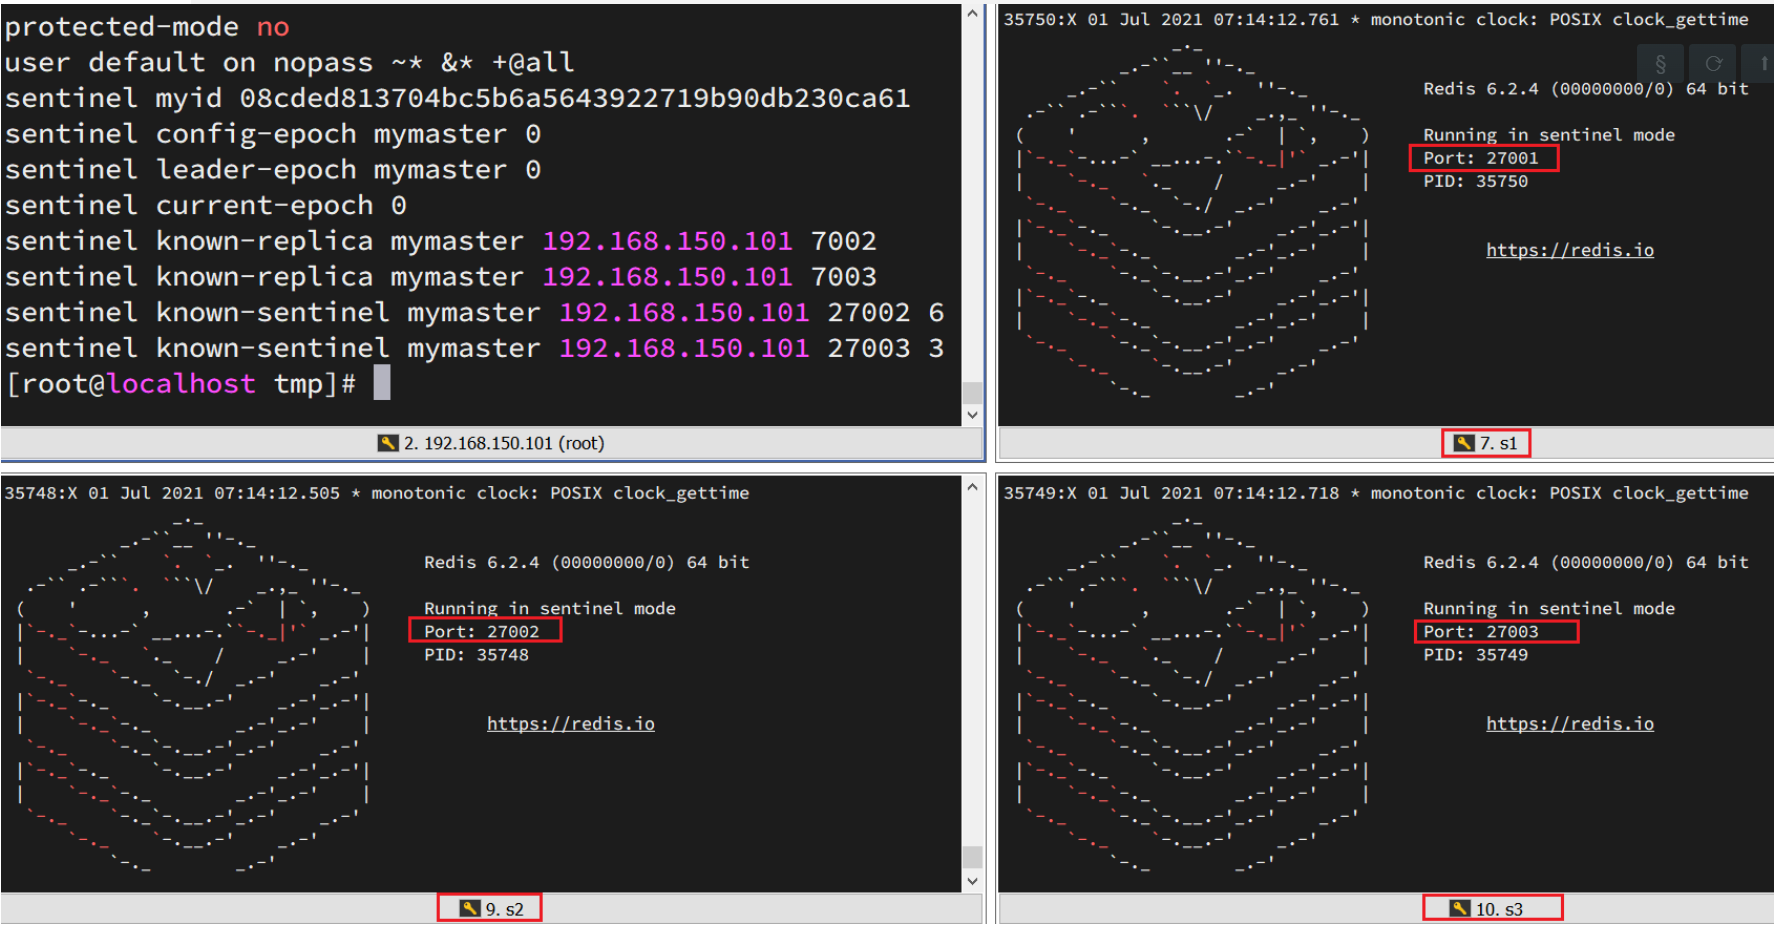 protected-mode no
user default on nopass ~* &* +@all
sentinel myid 08cded813704bc5b6a5643922719b90db230ca61
sentinel config-epoch mymaster 0
sentinel leader-epoch mymaster 0
sentinel current-epoch 0
sentinel known-replica mymaster 192.168.150.101 7002
sentinel known-replica mymaster 192.168.150.101 7003
sentinel known-sentinel mymaster 192.168.150.101 27002 6
sentinel known-sentinel mymaster 192.168.150.101 27003 3
[root@localhost tmp]#
2. 192.168.150.101 (root)
35750:X 01 Jul 2021 07:14:12.761 * monotonic clock: POSIX clock_gettime
Redis 6.2.4 (00000000/0) 64 bit
Running in sentinel mode
Port: 27001
PID: 35750
https://redis.io
7. s1
35748:X 01 Jul 2021 07:14:12.505 * monotonic clock: POSIX clock_gettime
Redis 6.2.4 (00000000/0) 64 bit
Running in sentinel mode
Port: 27002
PID: 35748
https://redis.io
9. s2
35749:X 01 Jul 2021 07:14:12.718 * monotonic clock: POSIX clock_gettime
Redis 6.2.4 (00000000/0) 64 bit
Running in sentinel mode
Port: 27003
PID: 35749
https://redis.io
10. s3